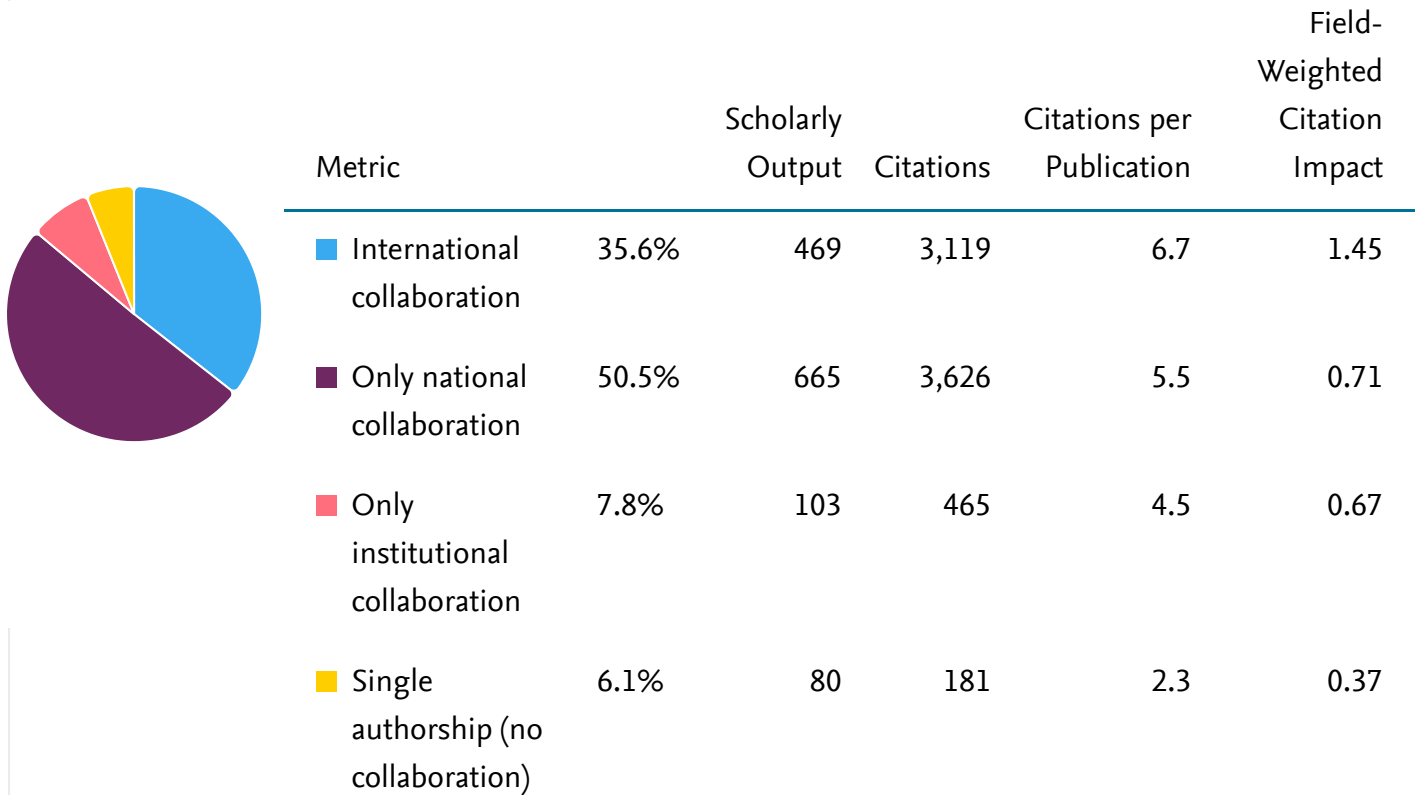 Field-
Weighted
Scholarly Citations per Citation
Metric Output Citations Publication Impact
International 35.6% 469 3,119 6.7 1.45
collaboration
Only national 50.5% 665 3,626 5.5 0.71
collaboration
Only 7.8% 103 465 4.5 0.67
institutional
collaboration
Single 6.1% 80 181 2.3 0.37
authorship (no
collaboration)